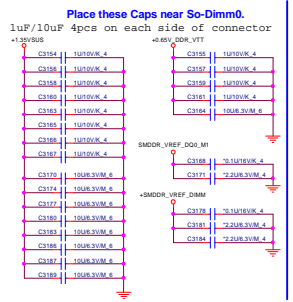 Place these Caps near So-Dimm0.
1uF/10uF 4pcs on each side of connector
+1.35VSUS
C3154 1U/10V/K_4
C3156 1U/10V/K_4
C3158 1U/10V/K_4
C3160 1U/10V/K_4
C3163 1U/10V/K_4
C3165 1U/10V/K_4
C3166 1U/10V/K_4
C3167 1U/10V/K_4
C3170 10U/6.3V/M_6
C3174 10U/6.3V/M_6
C3177 10U/6.3V/M_6
C3180 10U/6.3V/M_6
C3183 10U/6.3V/M_6
C3186 10U/6.3V/M_6
C3187 10U/6.3V/M_6
C3189 10U/6.3V/M_6
+0.65V_DDR_VTT
C3155 1U/10V/K_4
C3157 1U/10V/K_4
C3159 1U/10V/K_4
C3161 1U/10V/K_4
C3164 10U/6.3V/M_6
SMDDR_VREF_DQ0_M1
C3168 *0.1U/16V/K_4
C3171 *2.2U/6.3V/M_4
+SMDDR_VREF_DIMM
C3178 *0.1U/16V/K_4
C3181 *2.2U/6.3V/M_4
C3184 *2.2U/6.3V/M_4